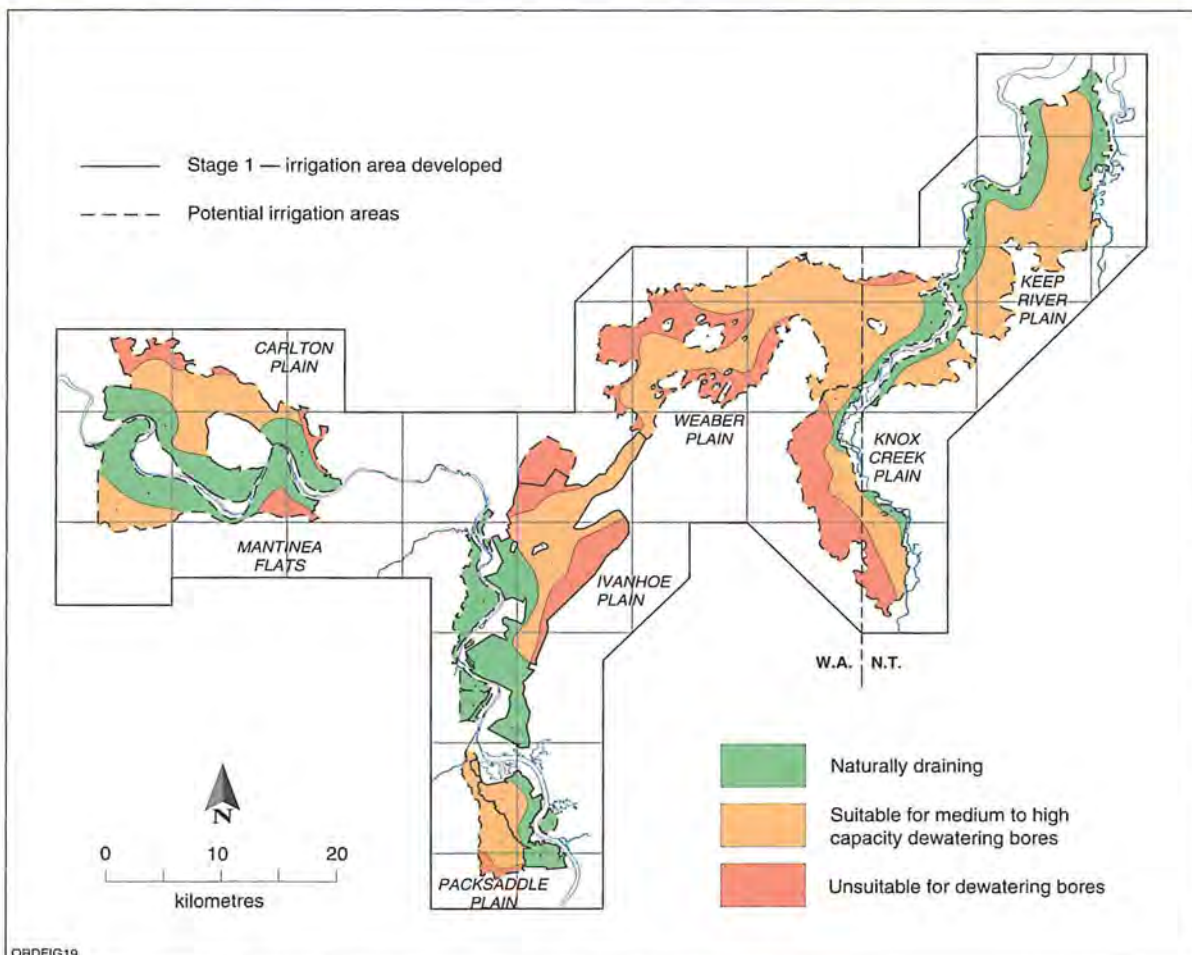 Stage 1 — irrigation area developed
Potential irrigation areas
CARLTON
PLAIN
MANTINEA
FLATS
WEABER
PLAIN
KEEP
RIVER
PLAIN
KNOX
CREEK
PLAIN
IVANHOE
PLAIN
W.A.
N.T.
PACKSADDLE
PLAIN
N
0 10 20
kilometres
Naturally draining
Suitable for medium to high
capacity dewatering bores
Unsuitable for dewatering bores
ORDFIG19